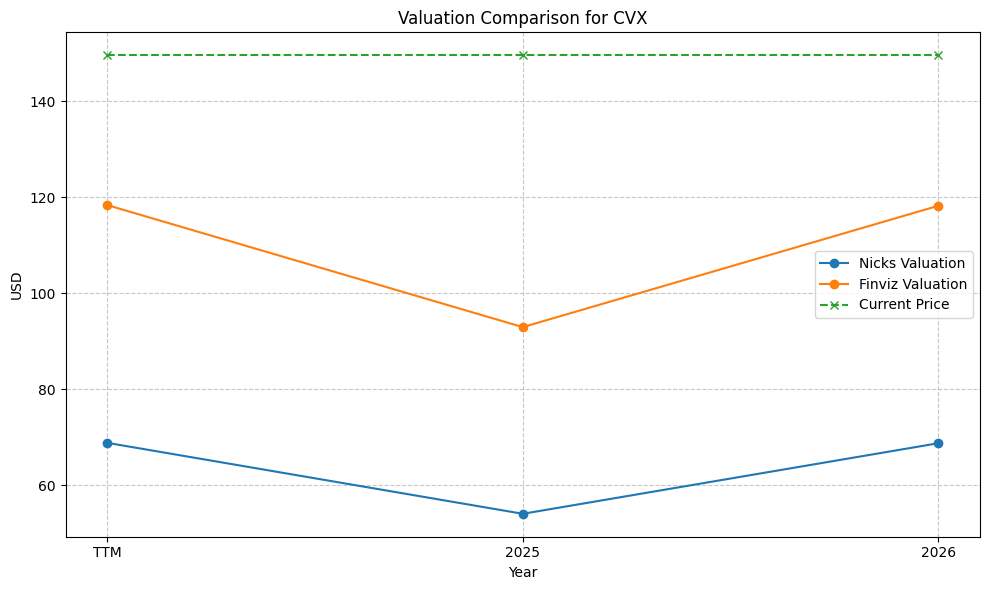 Valuation Comparison for CVX
USD
140
120
100
80
60
Nicks Valuation
Finviz Valuation
Current Price
TTM
2025
2026
Year